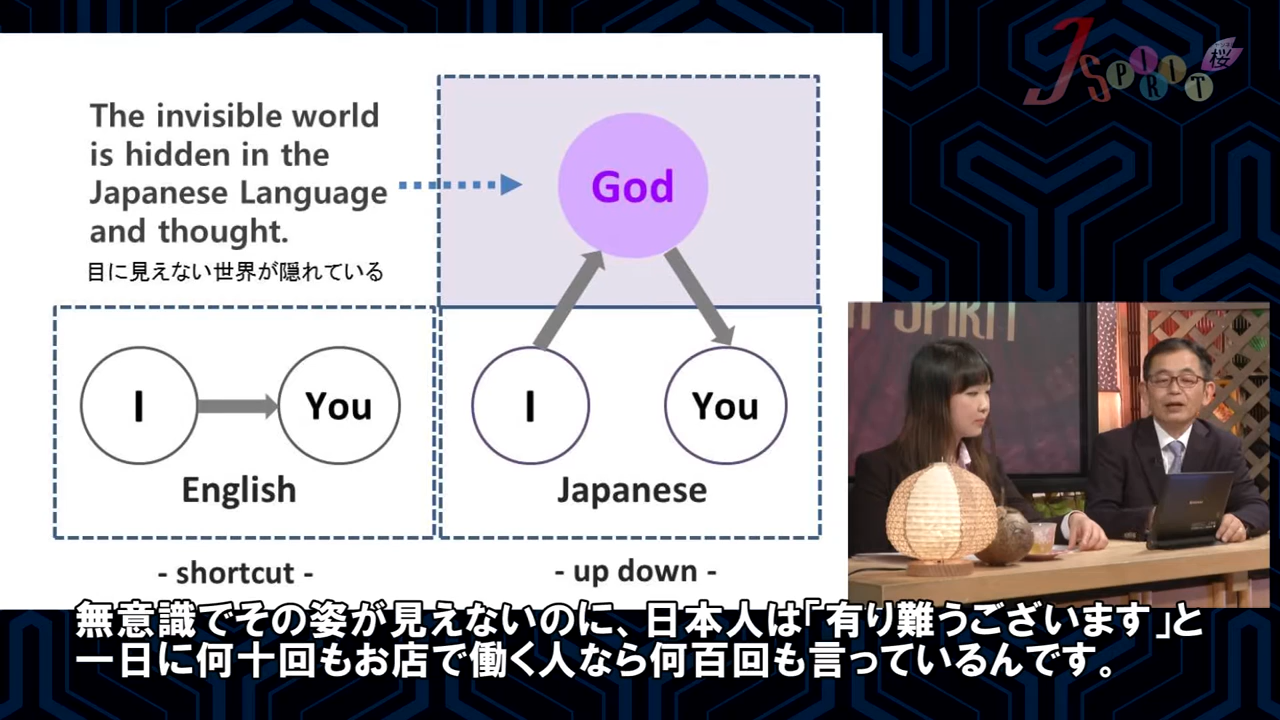 J SPIRIT 桜
The invisible world
is hidden in the
Japanese Language
and thought.
目に見えない世界が隠れている
God
I
You
English
- shortcut -
I
You
Japanese
- up down -
SPIRIT
無意識でその姿が見えないのに、日本人は「有り難うございます」と
一日に何十回もお店で働く人なら何百回も言っているんです。